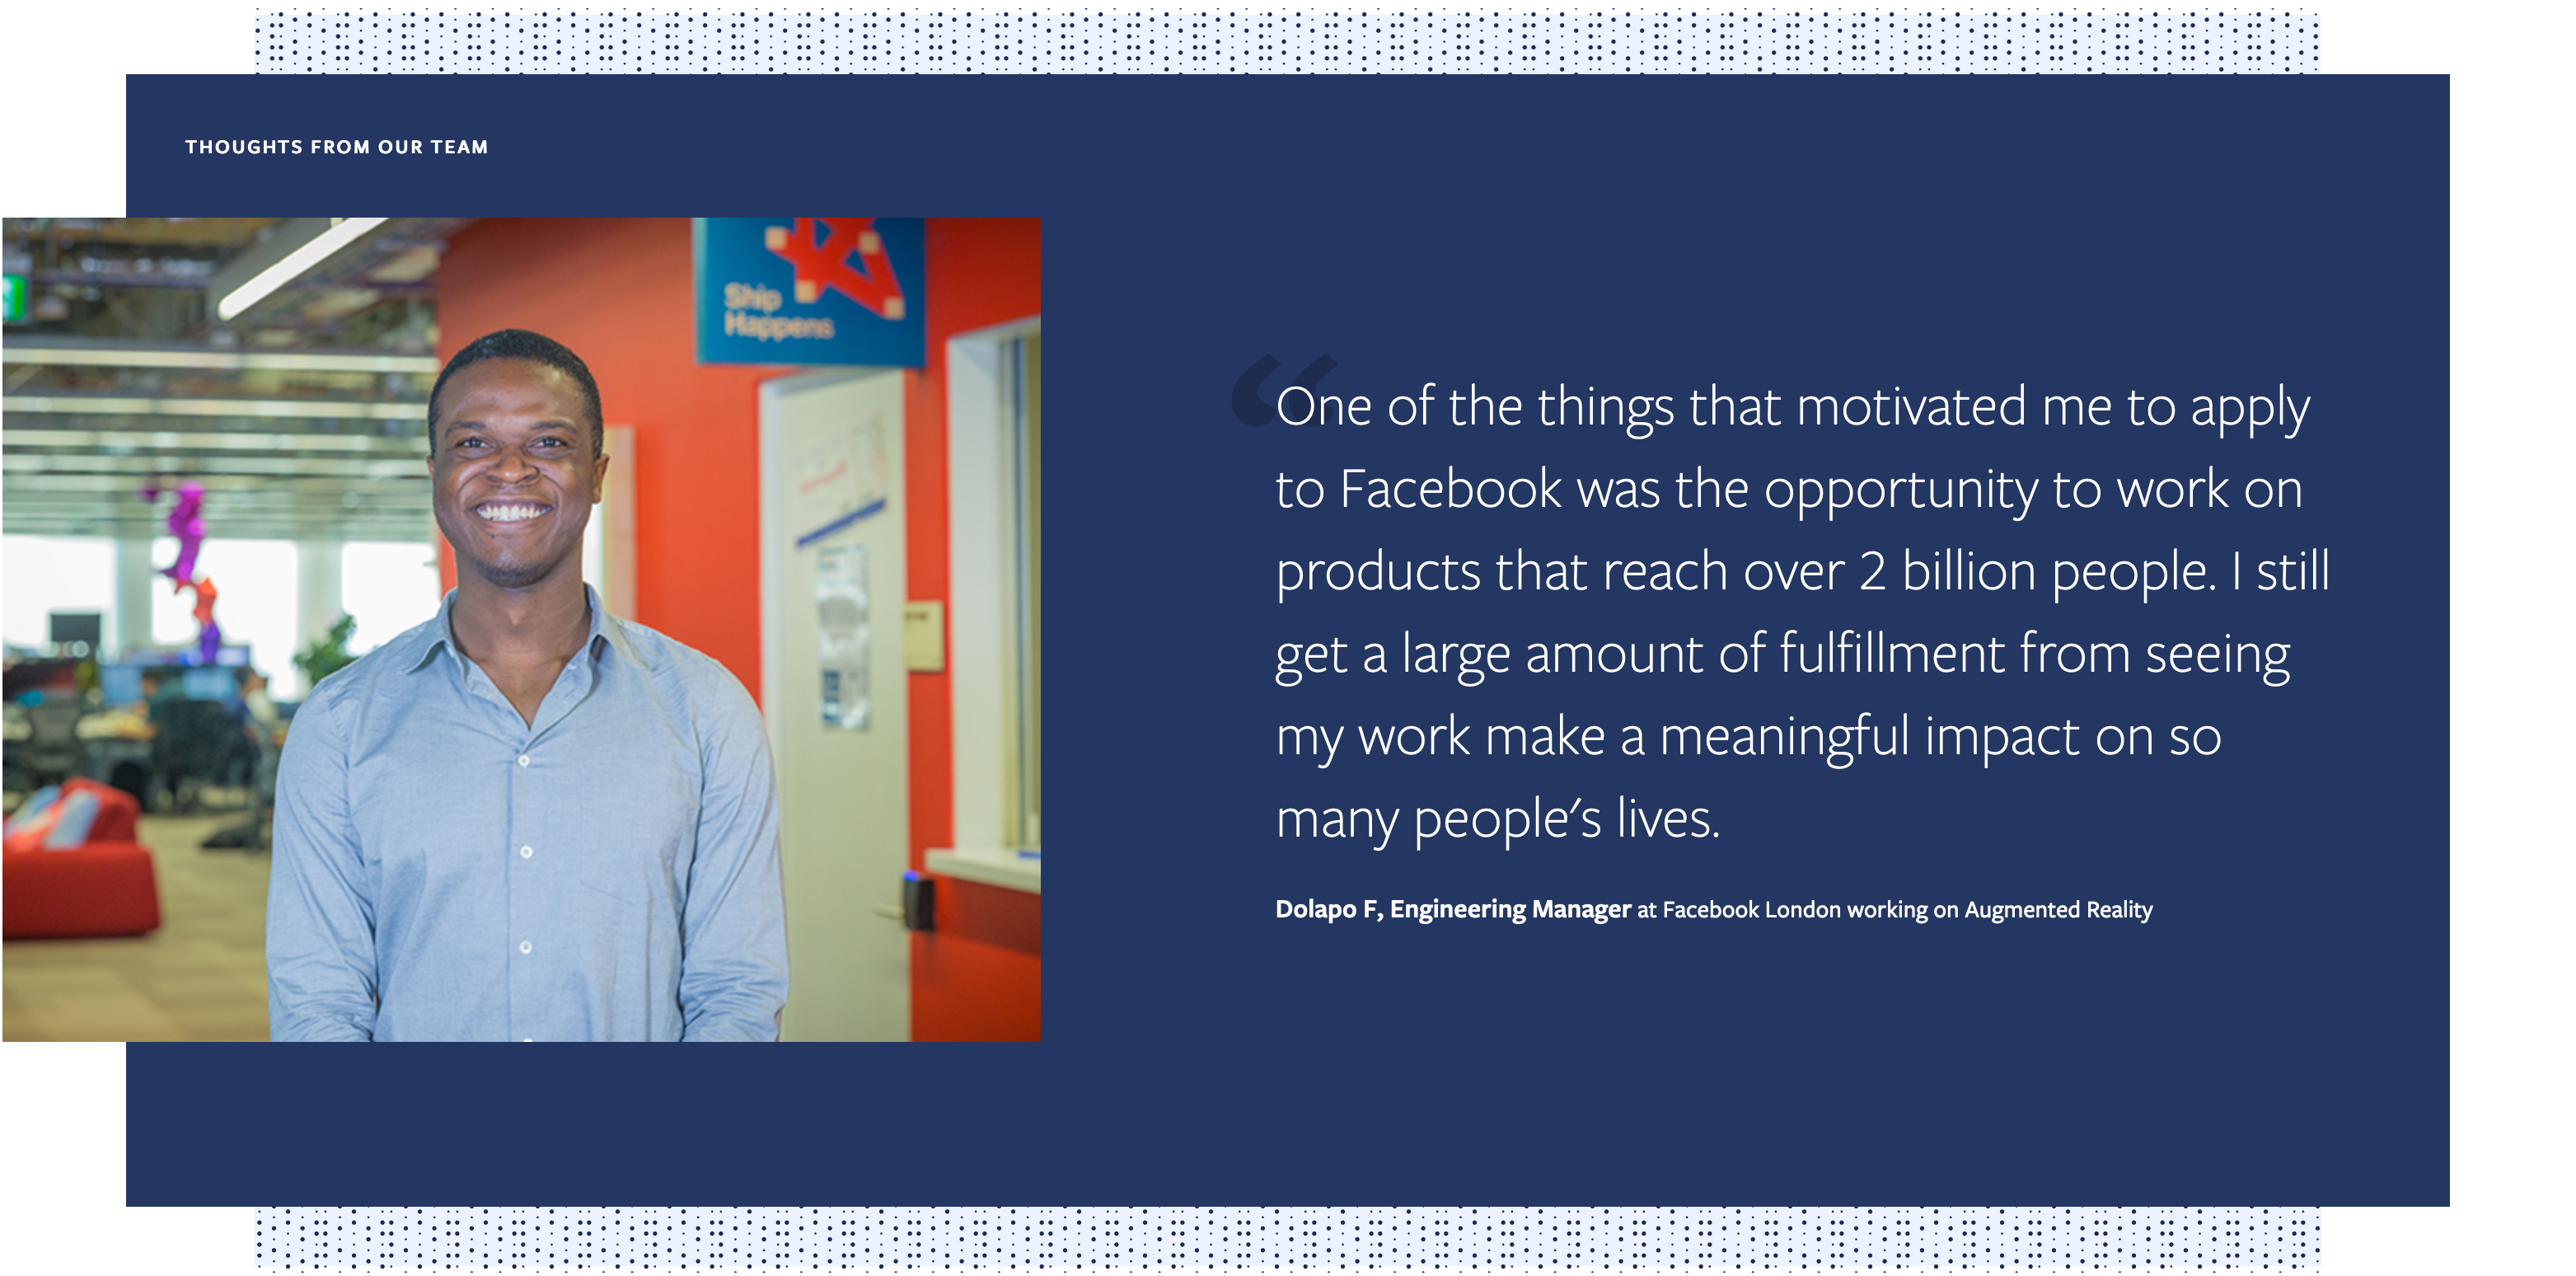 THOUGHTS FROM OUR TEAM
Ship
Happens
“One of the things that motivated me to apply
to Facebook was the opportunity to work on
products that reach over 2 billion people. I still
get a large amount of fulfillment from seeing
my work make a meaningful impact on so
many people's lives.
Dolapo F, Engineering Manager at Facebook London working on Augmented Reality